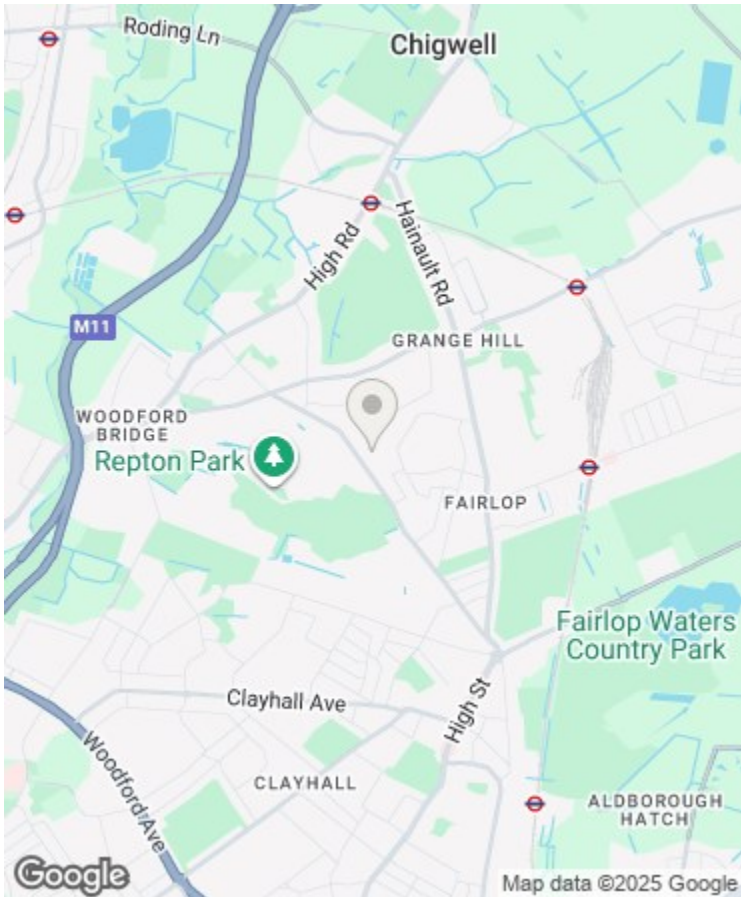 Roding Ln
Chigwell
High Rd
Hainault Rd
M11
GRANGE HILL
WOODFORD
BRIDGE
Repton Park
FAIRLOP
Fairlop Waters
Country Park
Clayhall Ave
High St
Woodford Ave
CLAYHALL
ALDBOROUGH
HATCH
Google
Map data ©2025 Google